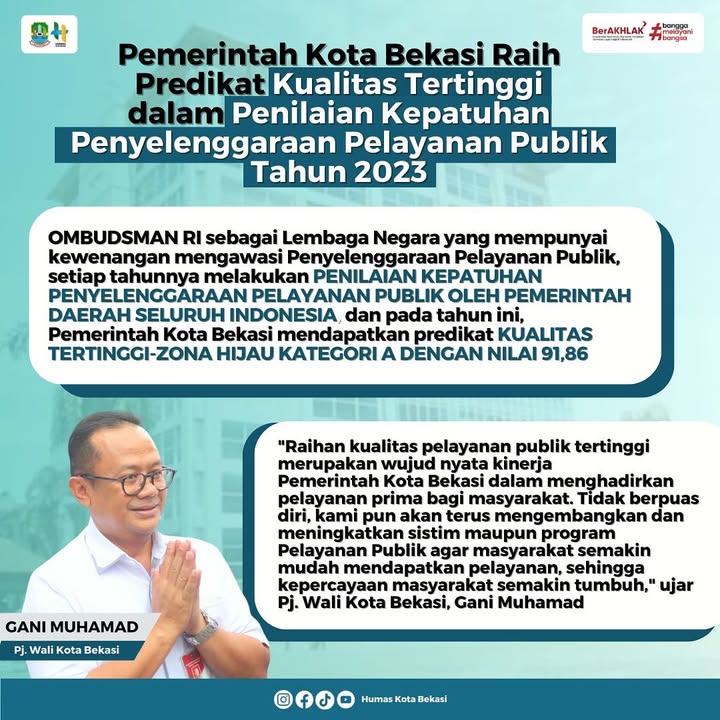 BerAKHLAK
#bangga
melayani
bangsa
Pemerintah Kota Bekasi Raih
Predikat Kualitas Tertinggi
dalam Penilaian Kepatuhan
Penyelenggaraan Pelayanan Publik
Tahun 2023
OMBUDSMAN RI sebagai Lembaga Negara yang mempunyai
kewenangan mengawasi Penyelenggaraan Pelayanan Publik,
setiap tahunnya melakukan PENILAIAN KEPATUHAN
PENYELENGGARAAN PELAYANAN PUBLIK OLEH PEMERINTAH
DAERAH SELURUH INDONESIA, dan pada tahun ini,
Pemerintah Kota Bekasi mendapatkan predikat KUALITAS
TERTINGGI-ZONA HIJAU KATEGORI A DENGAN NILAI 91,86
"Raihan kualitas pelayanan publik tertinggi
merupakan wujud nyata kinerja
Pemerintah Kota Bekasi dalam menghadirkan
pelayanan prima bagi masyarakat. Tidak berpuas
diri, kami pun akan terus mengembangkan dan
meningkatkan sistim maupun program
Pelayanan Publik agar masyarakat semakin
mudah mendapatkan pelayanan, sehingga
kepercayaan masyarakat semakin tumbuh," ujar
Pj. Wali Kota Bekasi, Gani Muhamad
GANI MUHAMAD
Pj. Wali Kota Bekasi
Humas Kota Bekasi